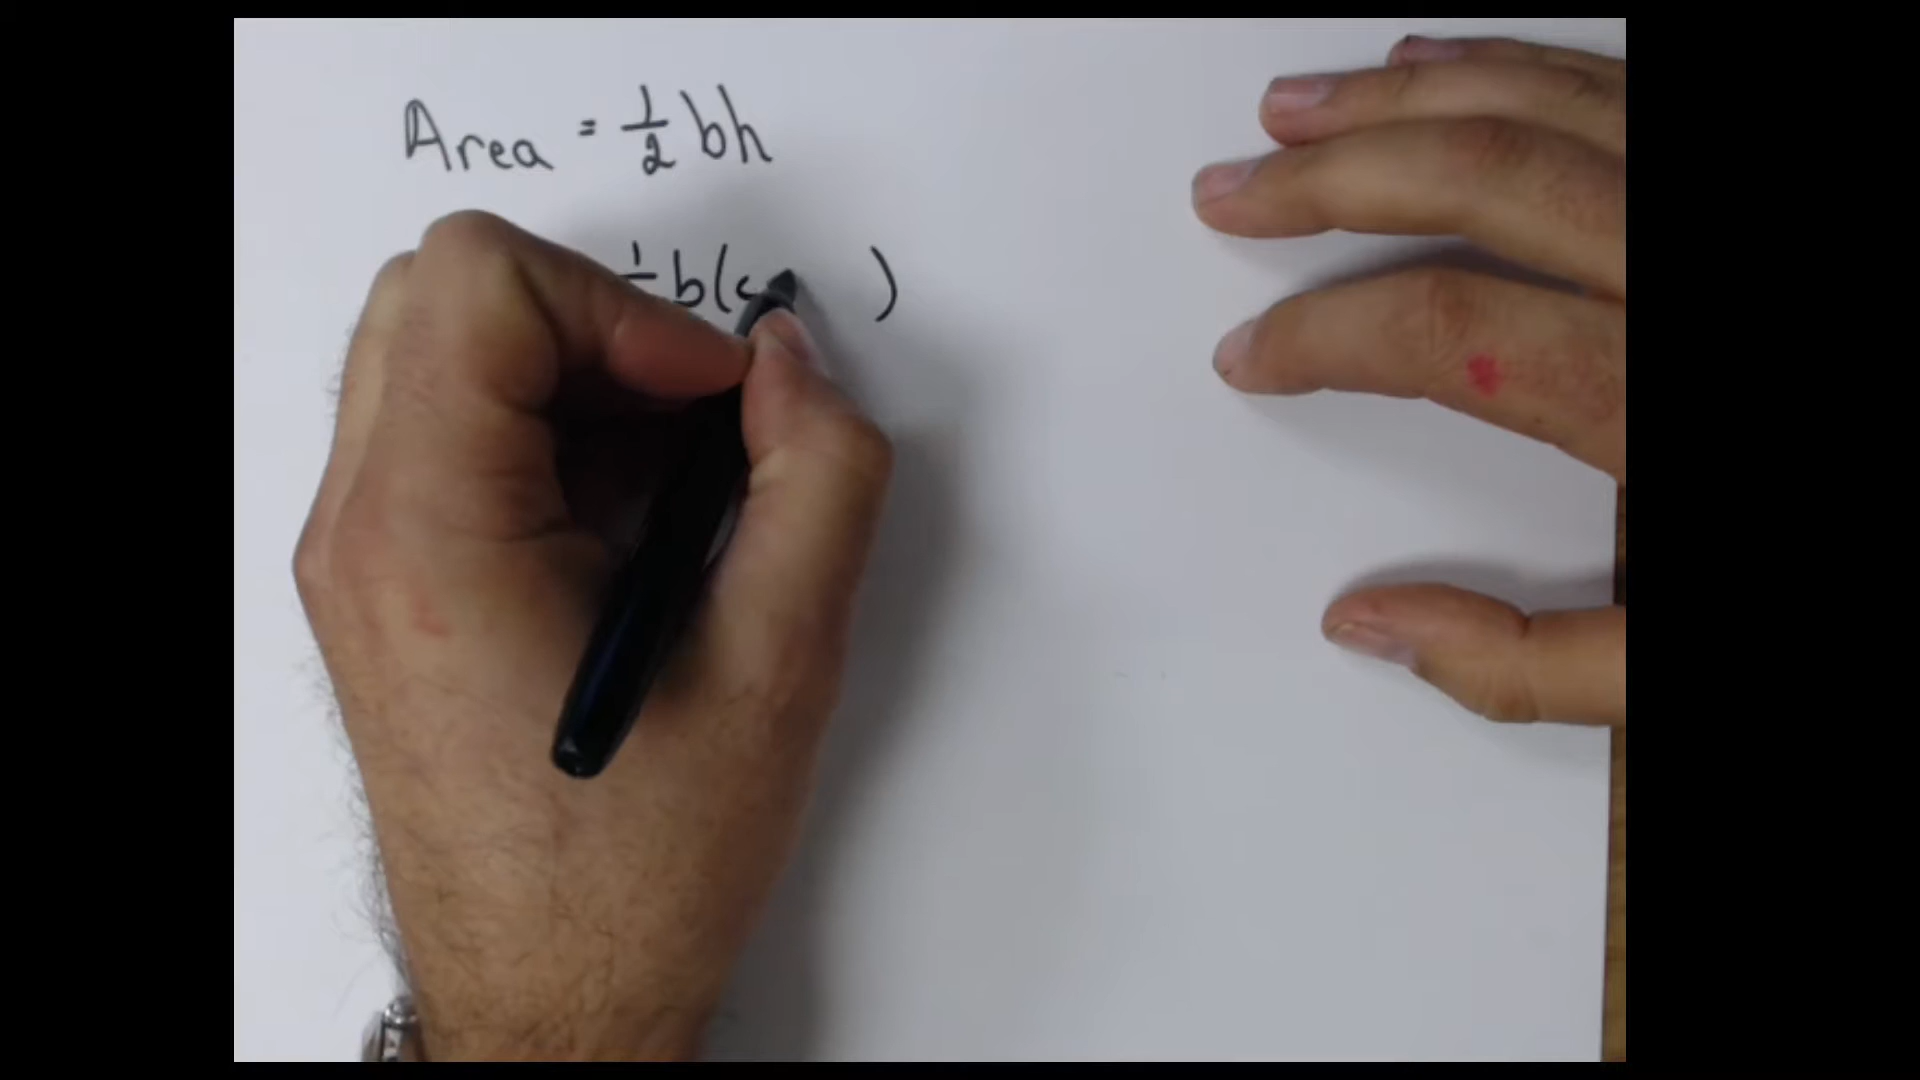 Area = 1/2 bh
1/2 b(c )